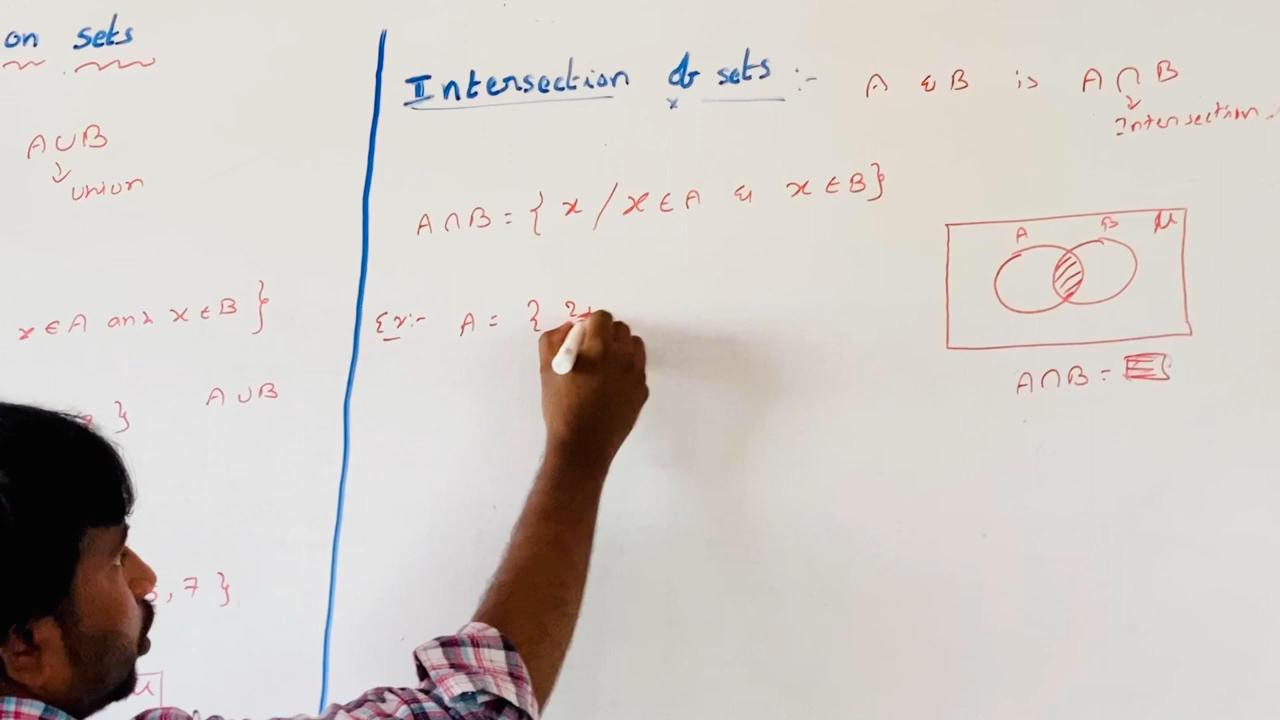 on sets
A∪B
union
x ∈ A and x ∈ B }
}
A ∪ B
, 7 }
μ
Intersection of sets :- A & B is A ∩ B
Intersection.
A ∩ B = { x / x ∈ A & x ∈ B }
A B μ
A ∩ B =
Ex:- A = { 2